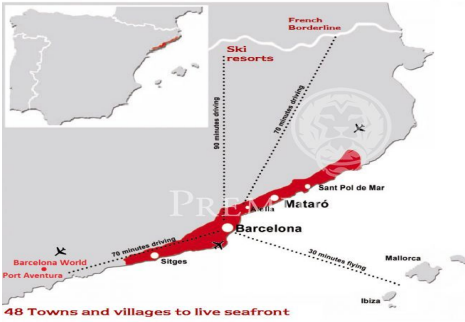 French
Borderline
Ski
resorts
90 minutes driving
70 minutes driving
Sant Pol de Mar
Mataró
Barcelona
70 minutes driving
30 minutes flying
Mallorca
Ibiza
Barcelona World
Port Aventura
Sitges
48 Towns and villages to live seafront